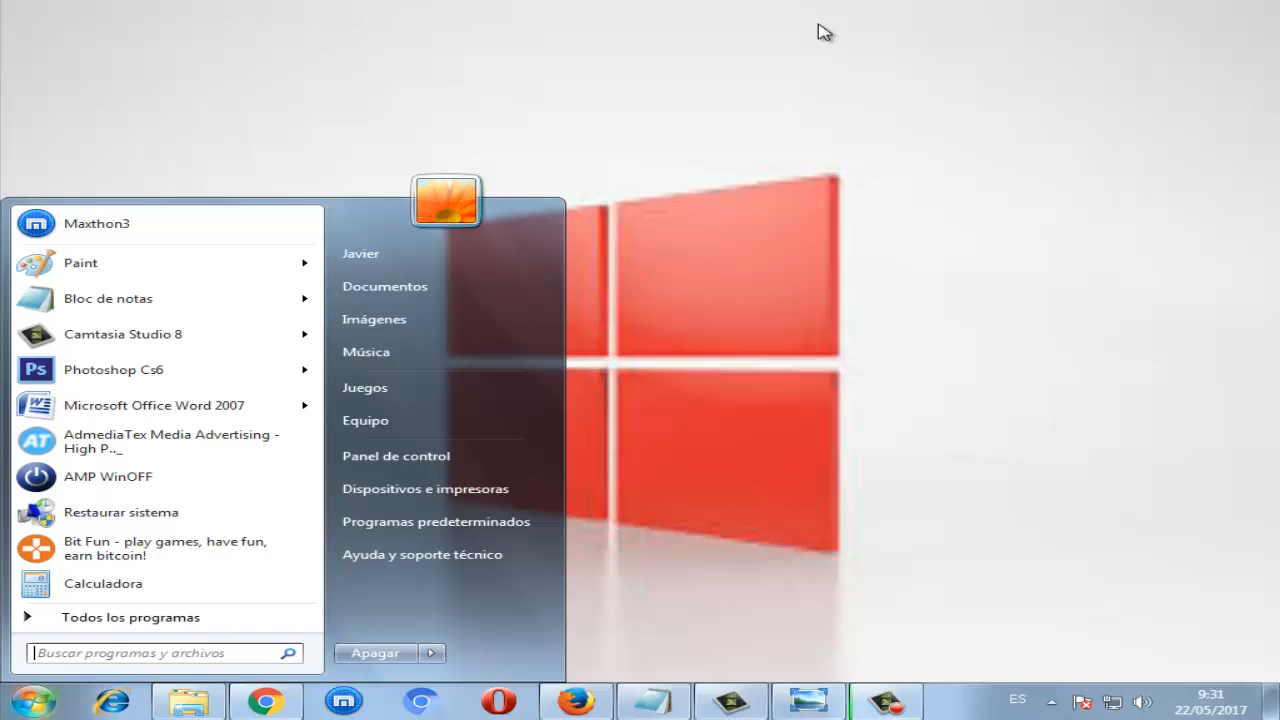 Maxthon3
Paint
Bloc de notas
Camtasia Studio 8
Ps
Photoshop Cs6
Microsoft Office Word 2007
AT
AdmediaTex Media Advertising -
High P.._
AMP WinOFF
Restaurar sistema
Bit Fun - play games, have fun,
earn bitcoin!
Calculadora
Todos los programas
Buscar programas y archivos
Javier
Documentos
Imágenes
Música
Juegos
Equipo
Panel de control
Dispositivos e impresoras
Programas predeterminados
Ayuda y soporte técnico
Apagar
ES
9:31
22/05/2017